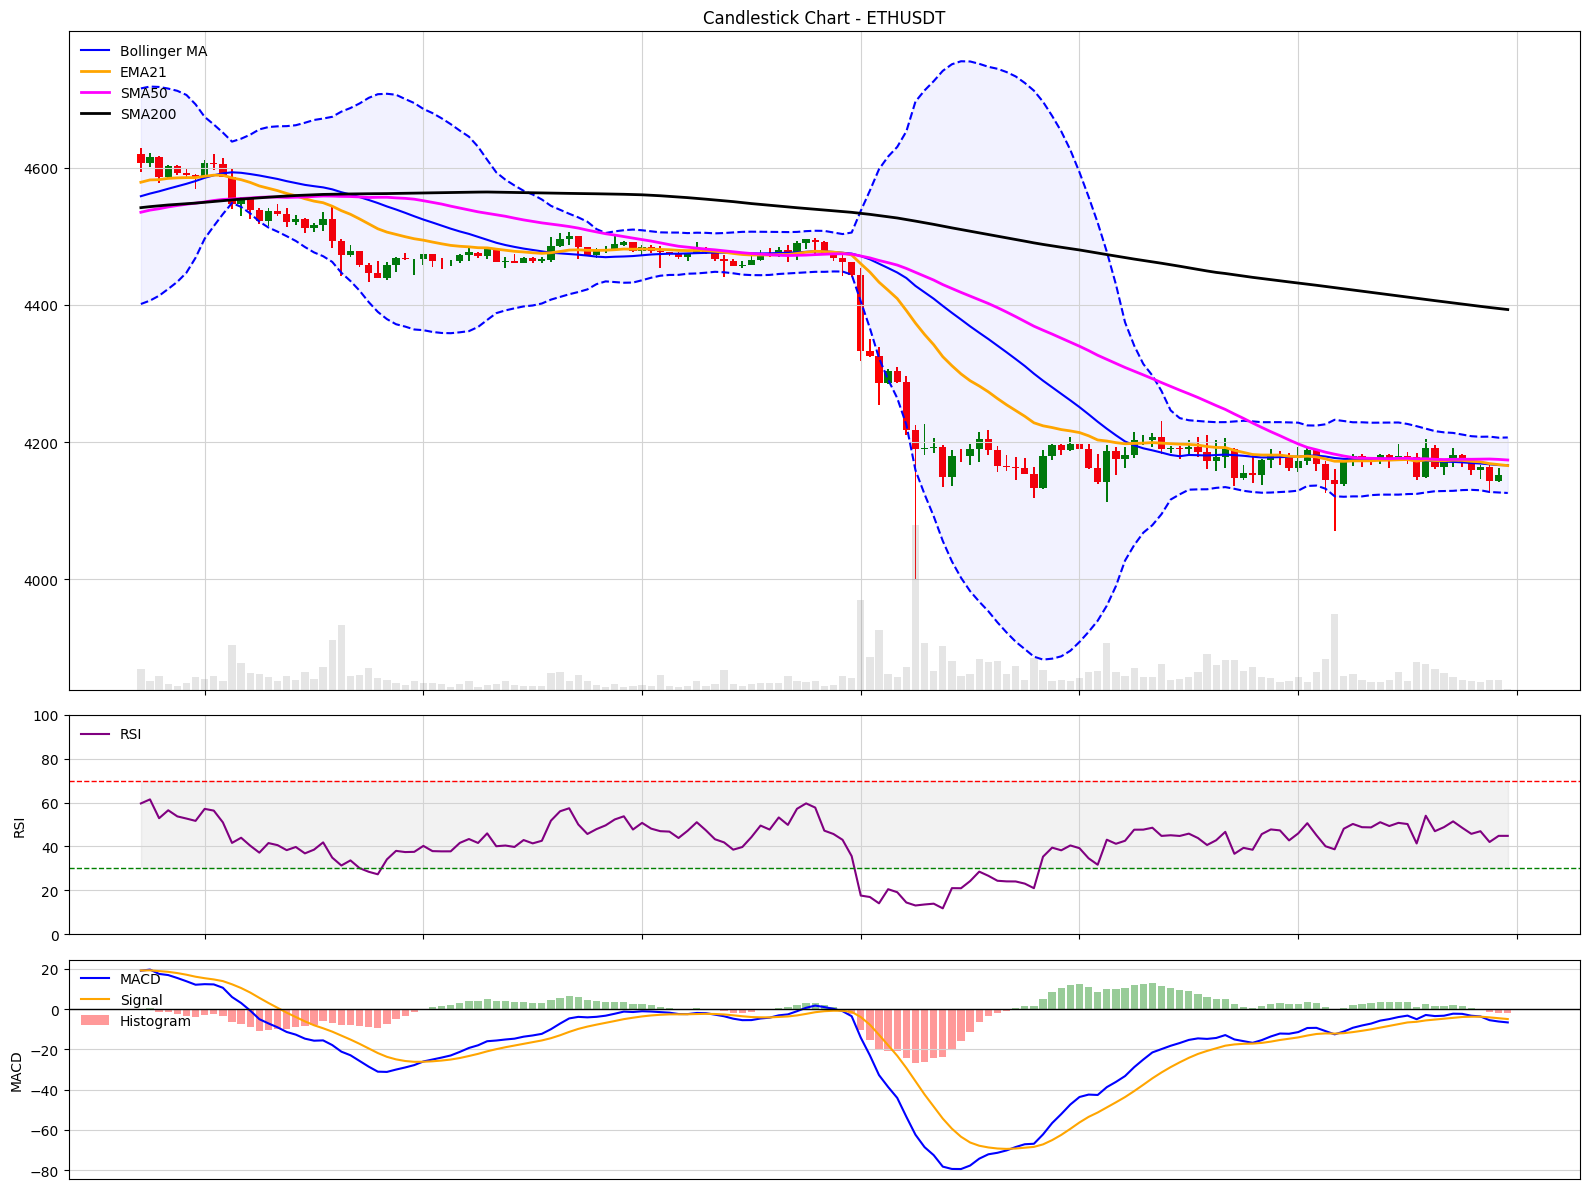 Candlestick Chart - ETHUSDT
Bollinger MA
EMA21
SMA50
SMA200
4600
4400
4200
4000
100
80
60
40
20
0
RSI
RSI
20
0
−20
−40
−60
−80
MACD
MACD
Signal
Histogram